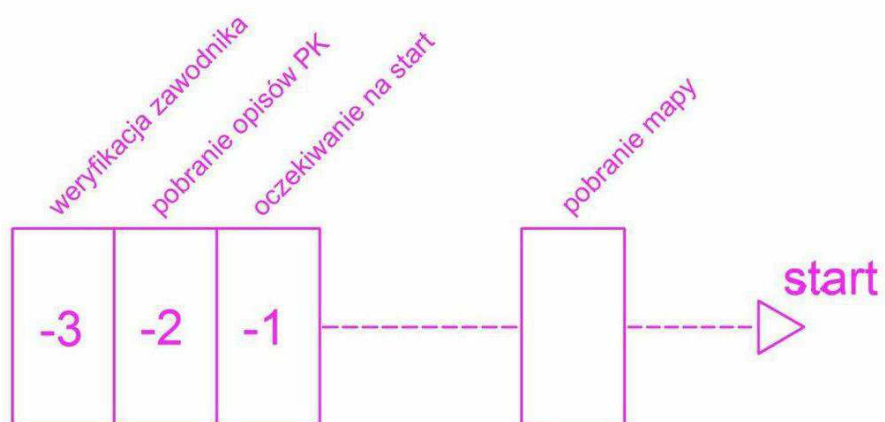 weryfikacja zawodnika
pobranie opisów PK
oczekiwanie na start
pobranie mapy
start
-3
-2
-1